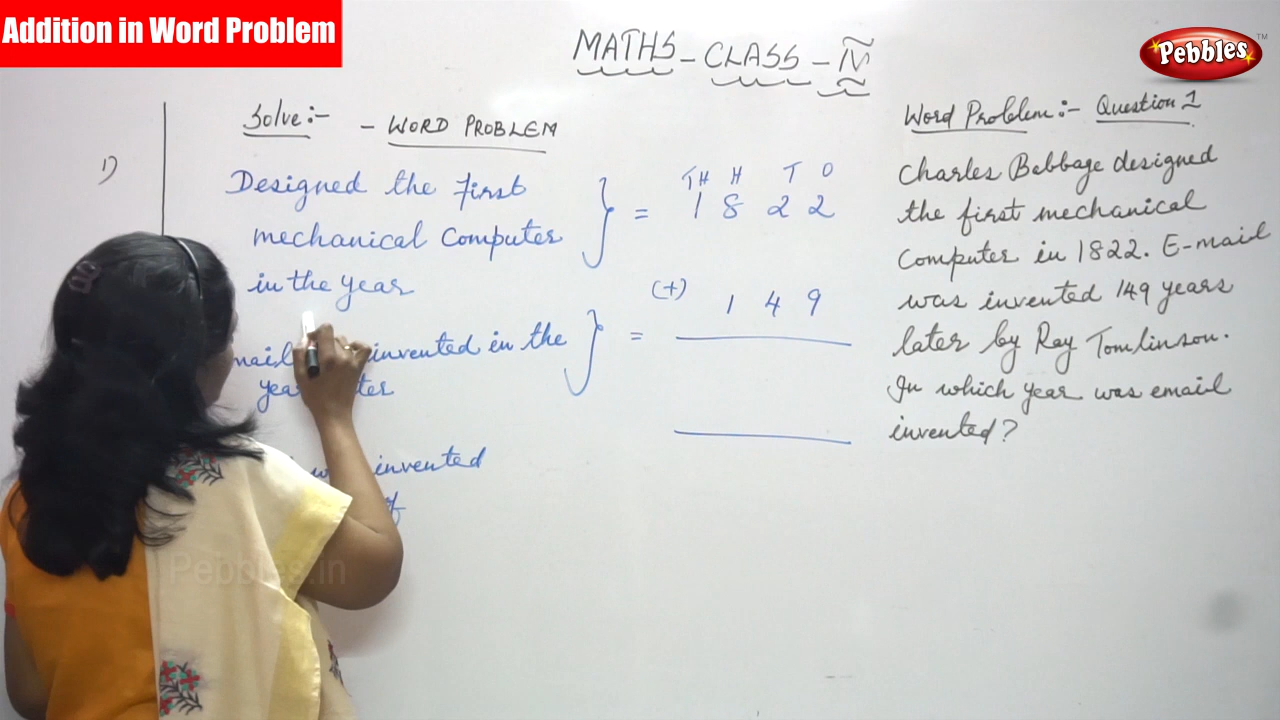 Addition in Word Problem
MATHS - CLASS - IV
Pebbles TM
Solve:- - WORD PROBLEM
1)
Designed the first
mechanical Computer
in the year
} = 1 8 2 2
TH H T O
invented in the
} = (+) 1 4 9
invented
Word Problem:- Question 1
Charles Babbage designed
the first mechanical
Computer in 1822. E-mail
was invented 149 years
later by Ray Tomlinson.
In which year was email
invented?
Pebbles.in